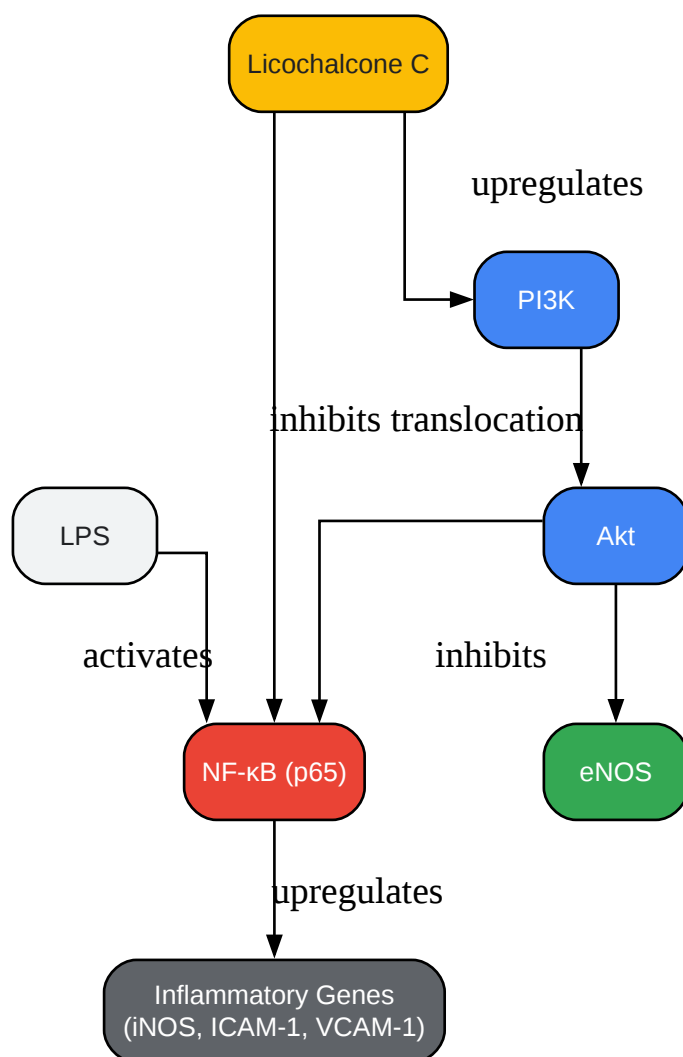 Licochalcone C
upregulates
PI3K
inhibits translocation
LPS
Akt
activates
inhibits
NF-κB (p65)
eNOS
upregulates
Inflammatory Genes
(iNOS, ICAM-1, VCAM-1)